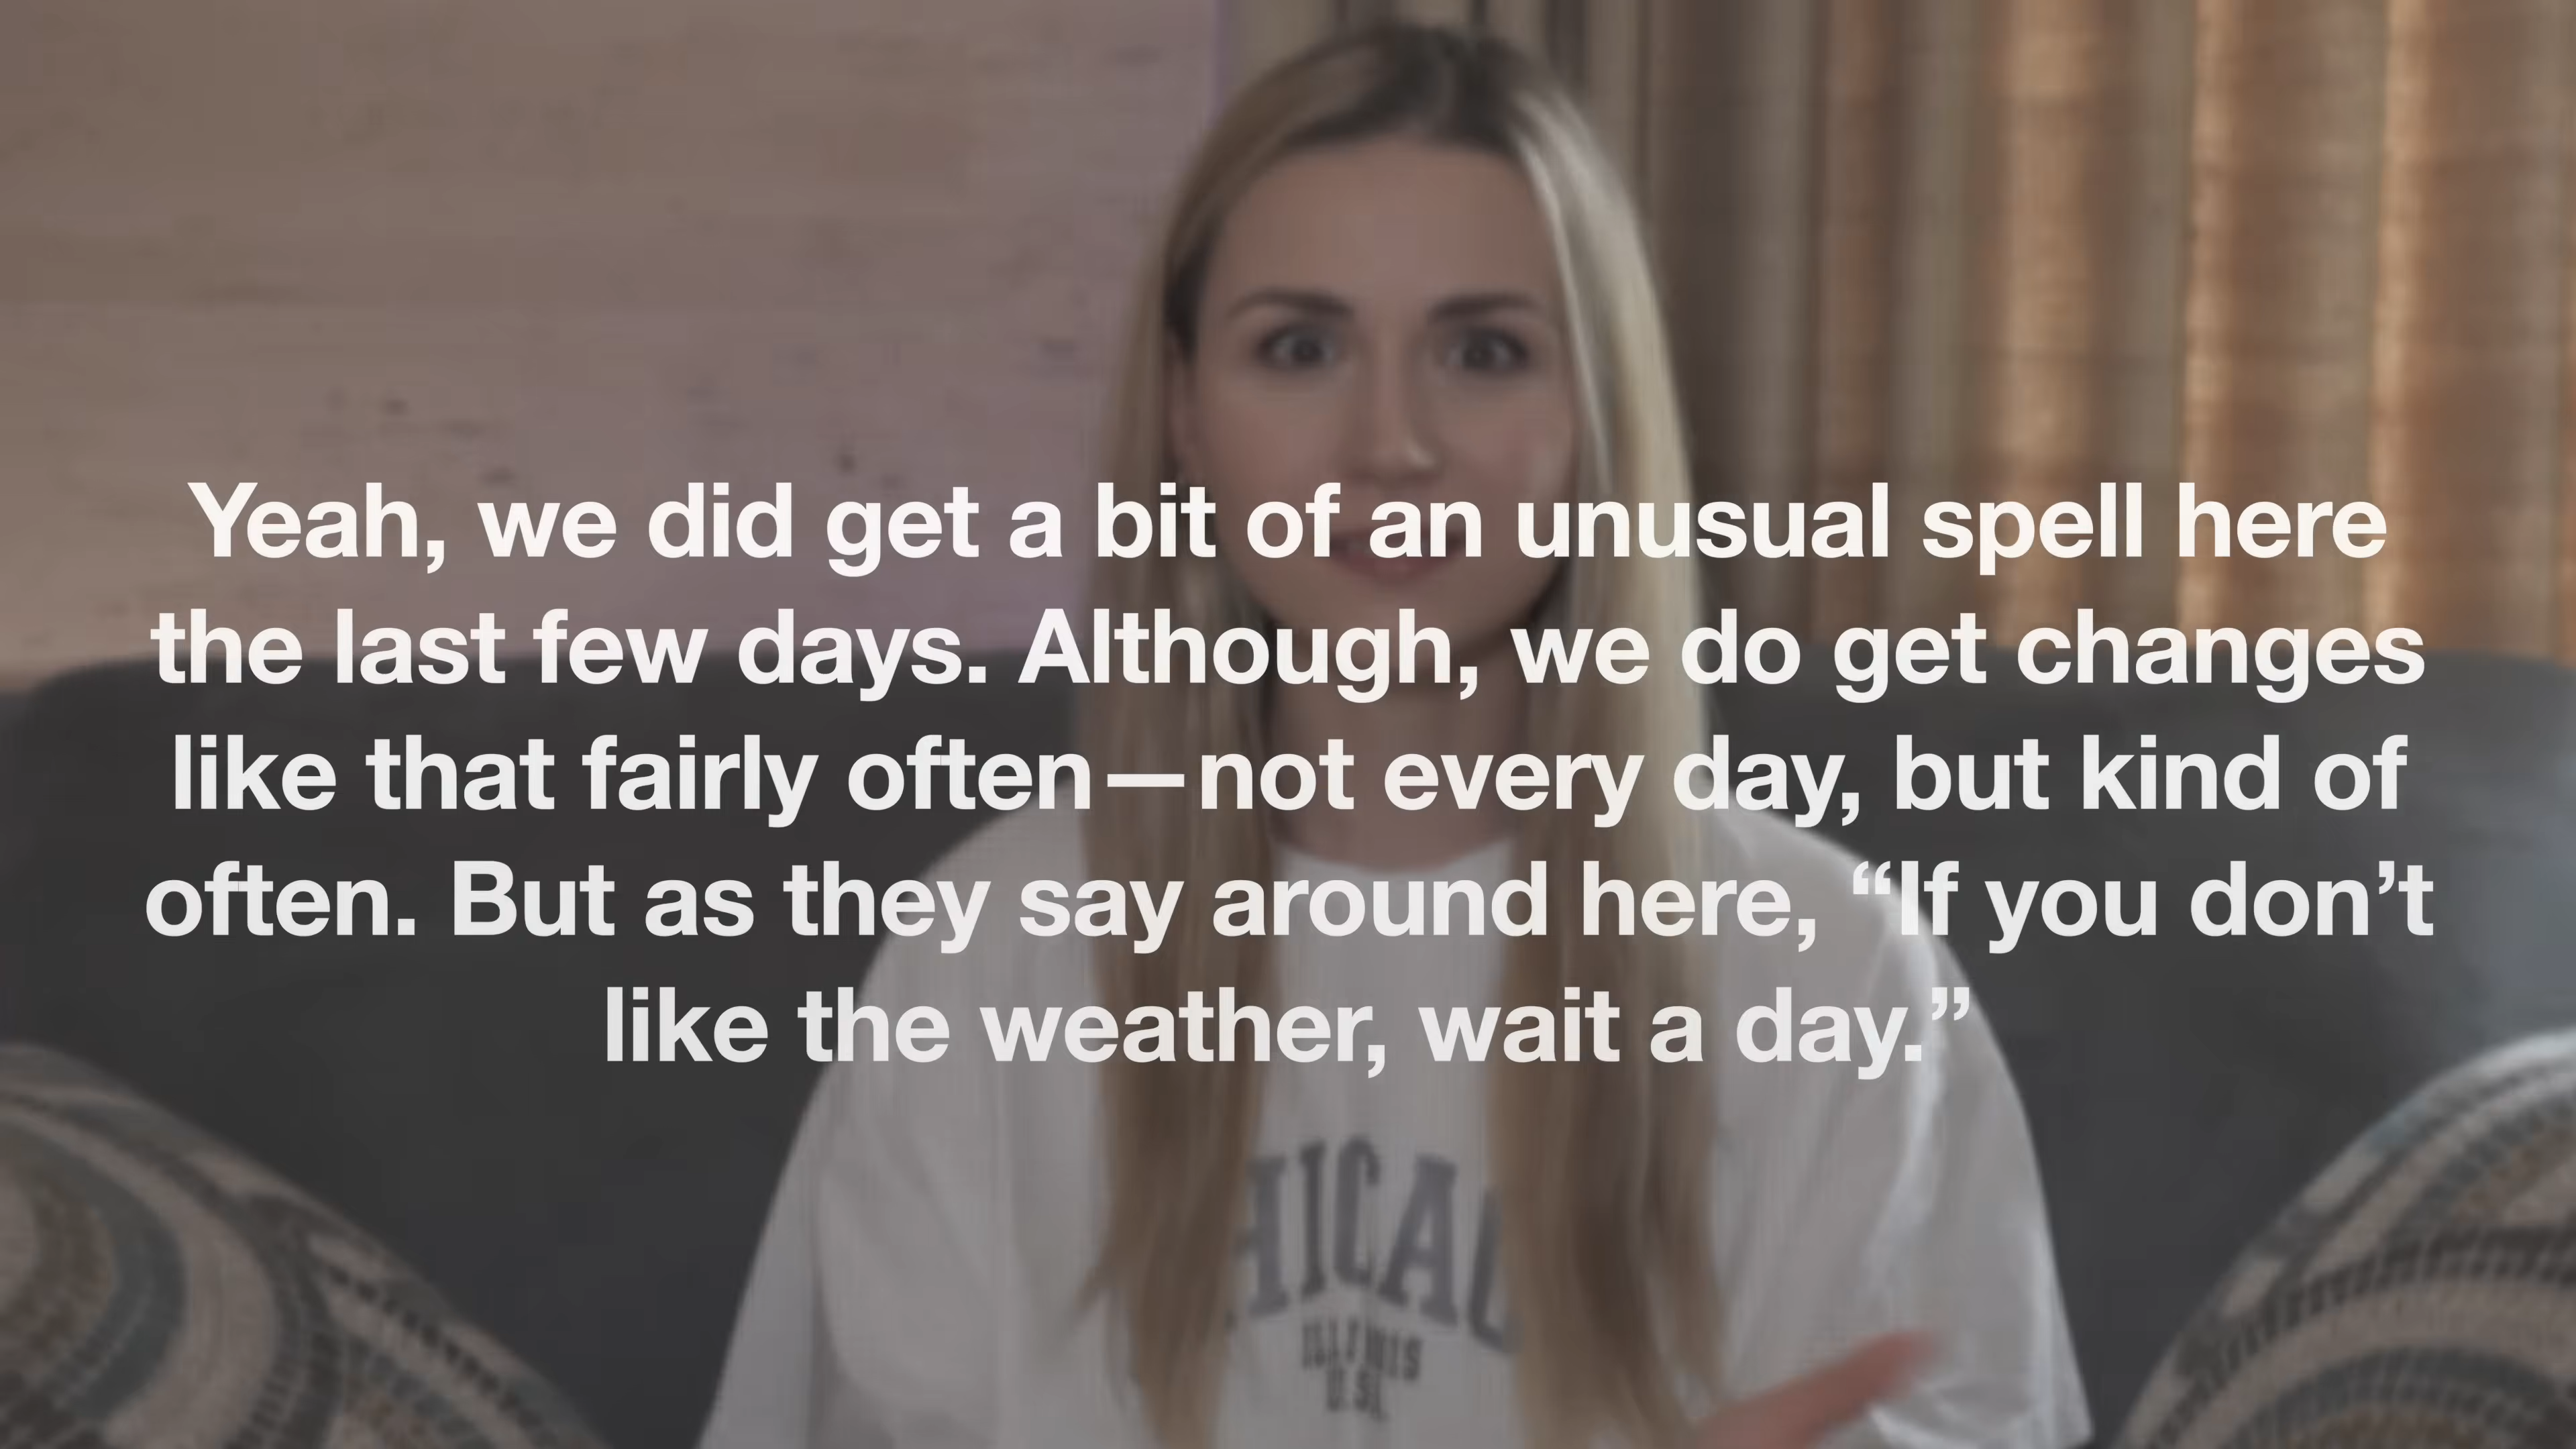 Yeah, we did get a bit of an unusual spell here
the last few days. Although, we do get changes
like that fairly often—not every day, but kind of
often. But as they say around here, “If you don’t
like the weather, wait a day.”
HICAG
ILLINOIS
U.S.